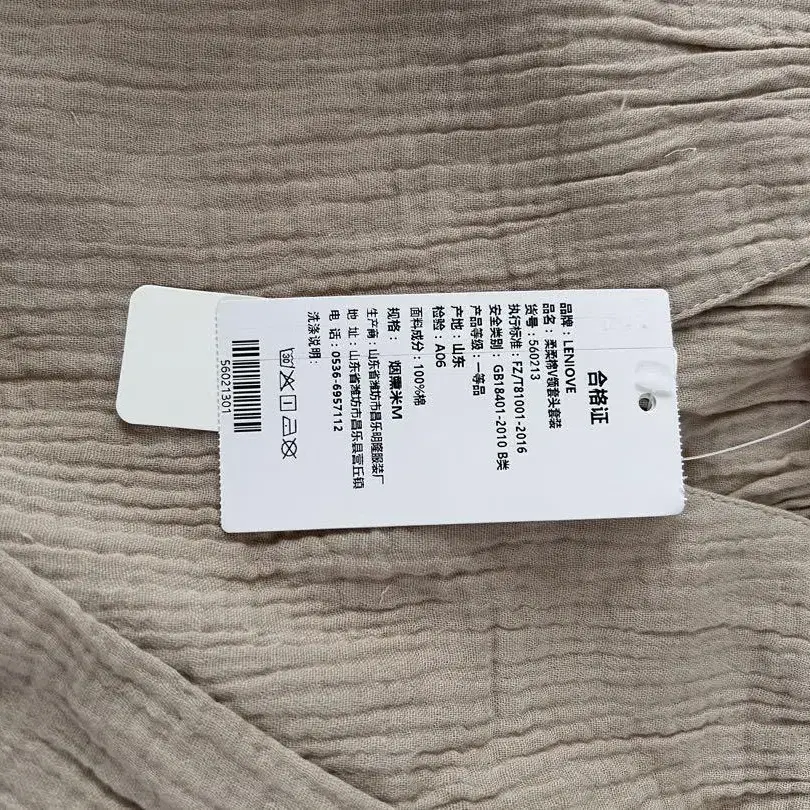 合格证
品牌：LENIOVE
品名：柔柔棉V领套头套装
货号：560213
执行标准：FZ/T81001-2016
安全类别：GB18401-2010 B类
产品等级：一等品
产地：山东
检验：A06
面料成分：100%棉
规格：烟熏米M
生产商：山东省潍坊市昌乐明隆服装厂
地 址：山东省潍坊市昌乐县营丘镇
电 话：0536-6957112
洗涤说明：
30
56021301